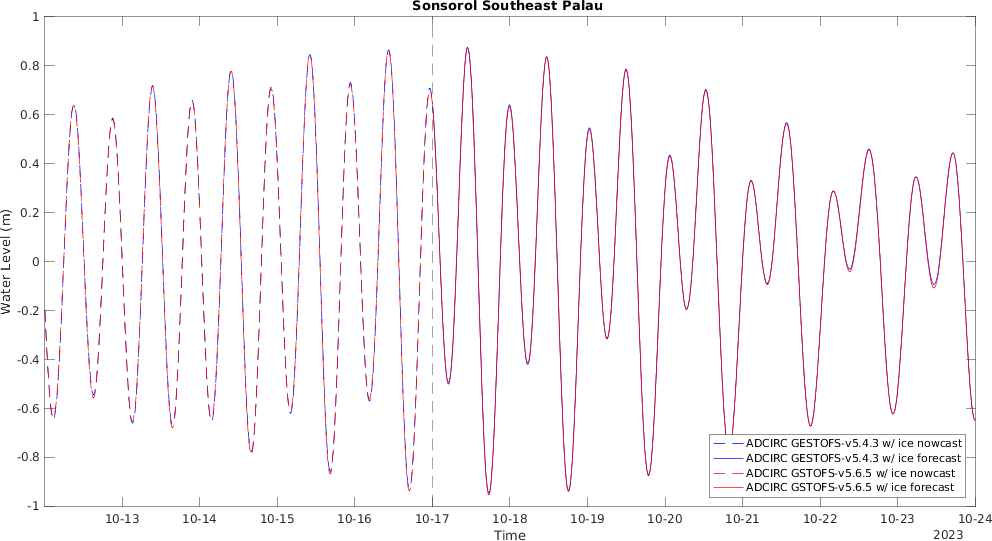 Sonsorol Southeast Palau
1
0.8
0.6
0.4
0.2
0
-0.2
-0.4
-0.6
-0.8
-1
Water Level (m)
ADCIRC GESTOFS-v5.4.3 w/ ice nowcast
ADCIRC GESTOFS-v5.4.3 w/ ice forecast
ADCIRC GSTOFS-v5.6.5 w/ ice nowcast
ADCIRC GSTOFS-v5.6.5 w/ ice forecast
10-13 10-14 10-15 10-16 10-17 10-18 10-19 10-20 10-21 10-22 10-23 10-24
Time
2023